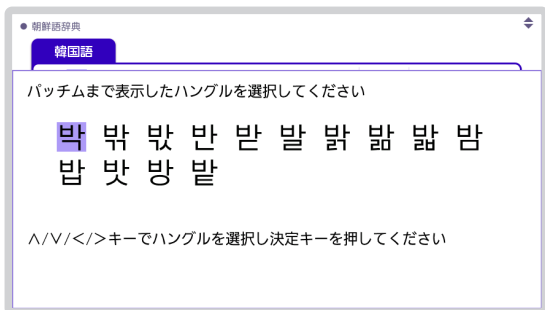 朝鮮語辞典
韓国語
パッチムまで表示したハングルを選択してください
박 밖 밗 반 받 발 밝 밞 밟 밤
밥 밧 방 밭
∧/∨/</>キーでハングルを選択し決定キーを押してください